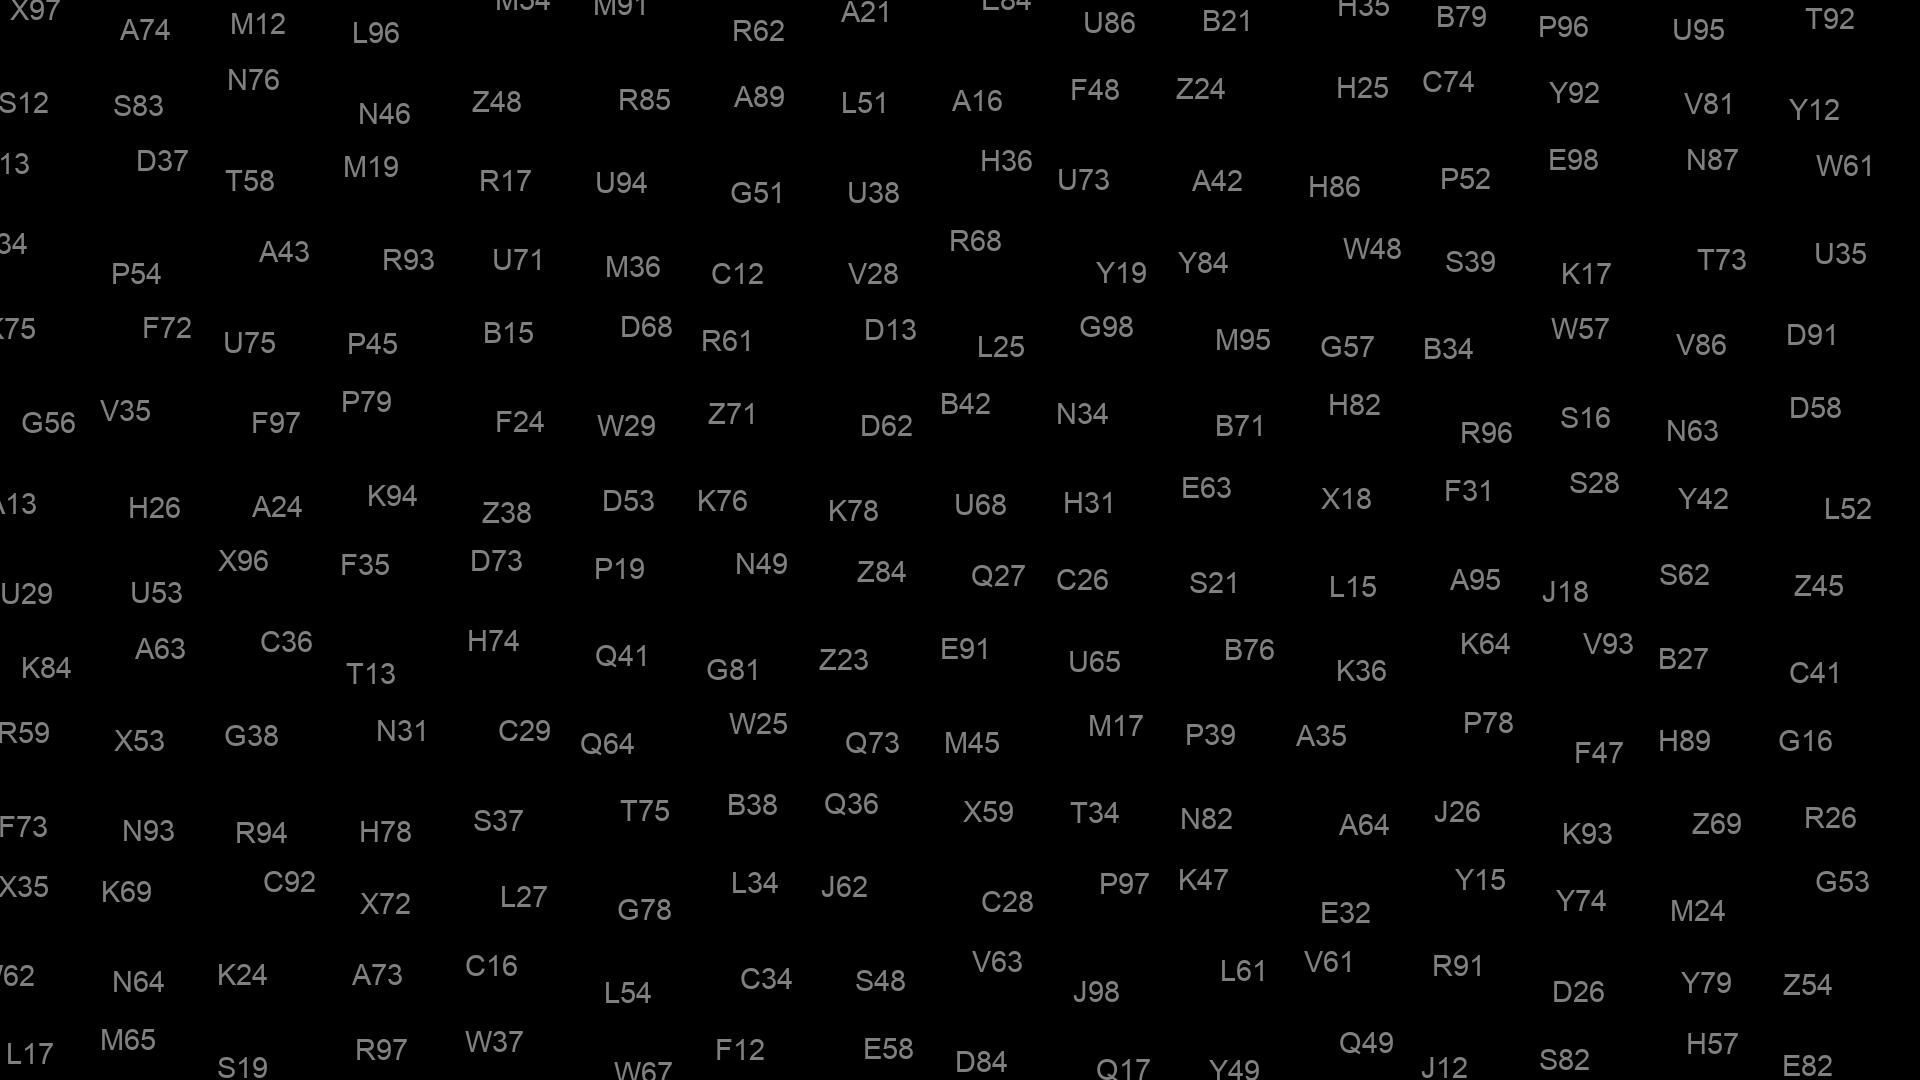 X97 A74 M12 L96 M54 M91 R62 A21 E84 U86 B21 H35 B79 P96 U95 T92
S12 S83 N76 N46 Z48 R85 A89 L51 A16 F48 Z24 H25 C74 Y92 V81 Y12
13 D37 T58 M19 R17 U94 G51 U38 H36 U73 A42 H86 P52 E98 N87 W61
34 P54 A43 R93 U71 M36 C12 V28 R68 Y19 Y84 W48 S39 K17 T73 U35
K75 F72 U75 P45 B15 D68 R61 D13 L25 G98 M95 G57 B34 W57 V86 D91
G56 V35 F97 P79 F24 W29 Z71 D62 B42 N34 B71 H82 R96 S16 N63 D58
A13 H26 A24 K94 Z38 D53 K76 K78 U68 H31 E63 X18 F31 S28 Y42 L52
U29 U53 X96 F35 D73 P19 N49 Z84 Q27 C26 S21 L15 A95 J18 S62 Z45
K84 A63 C36 T13 H74 Q41 G81 Z23 E91 U65 B76 K36 K64 V93 B27 C41
R59 X53 G38 N31 C29 Q64 W25 Q73 M45 M17 P39 A35 P78 F47 H89 G16
F73 N93 R94 H78 S37 T75 B38 Q36 X59 T34 N82 A64 J26 K93 Z69 R26
X35 K69 C92 X72 L27 G78 L34 J62 C28 P97 K47 E32 Y15 Y74 M24 G53
62 N64 K24 A73 C16 L54 C34 S48 V63 J98 L61 V61 R91 D26 Y79 Z54
L17 M65 S19 R97 W37 W67 F12 E58 D84 Q17 Y49 Q49 J12 S82 H57 E82